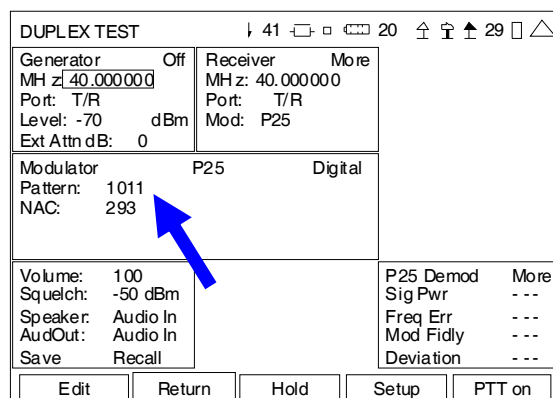 DUPLEX TEST 41 20 29
Generator Off
MHz 40.000000
Port: T/R
Level: -70 dBm
Ext Attn dB: 0
Receiver More
MHz: 40.000000
Port: T/R
Mod: P25
Modulator P25 Digital
Pattern: 1011
NAC: 293
Volume: 100
Squelch: -50 dBm
Speaker: Audio In
AudOut: Audio In
Save Recall
P25 Demod More
Sig Pwr ---
Freq Err ---
Mod Fidly ---
Deviation ---
Edit Return Hold Setup PTT on